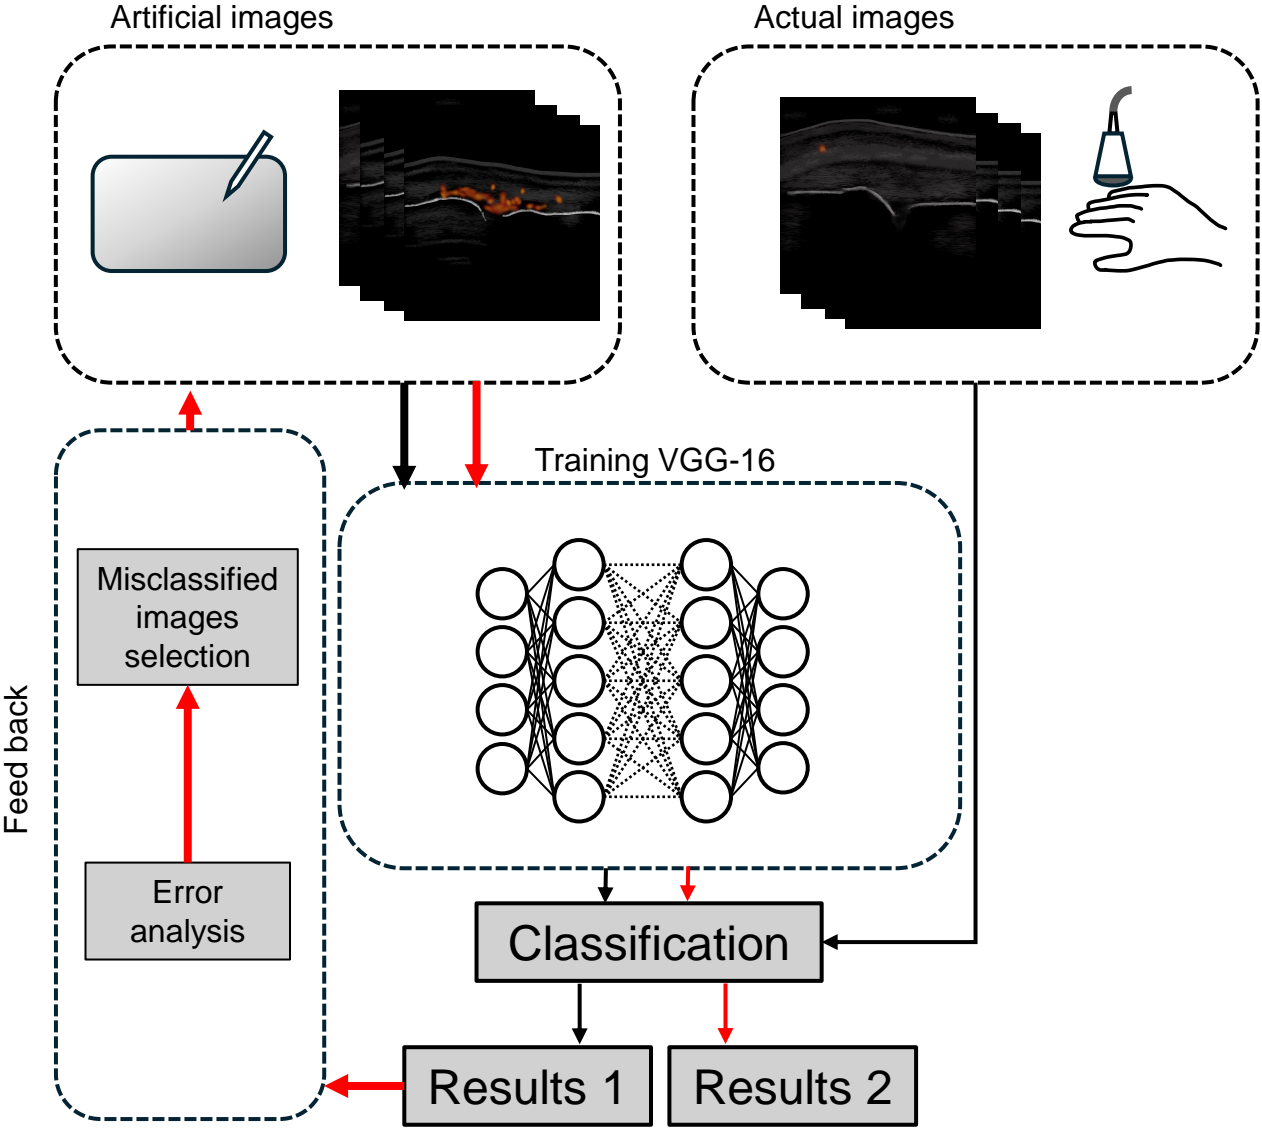 Artificial images
Actual images
Training VGG-16
Misclassified
images
selection
Feed back
Error
analysis
Classification
Results 1
Results 2